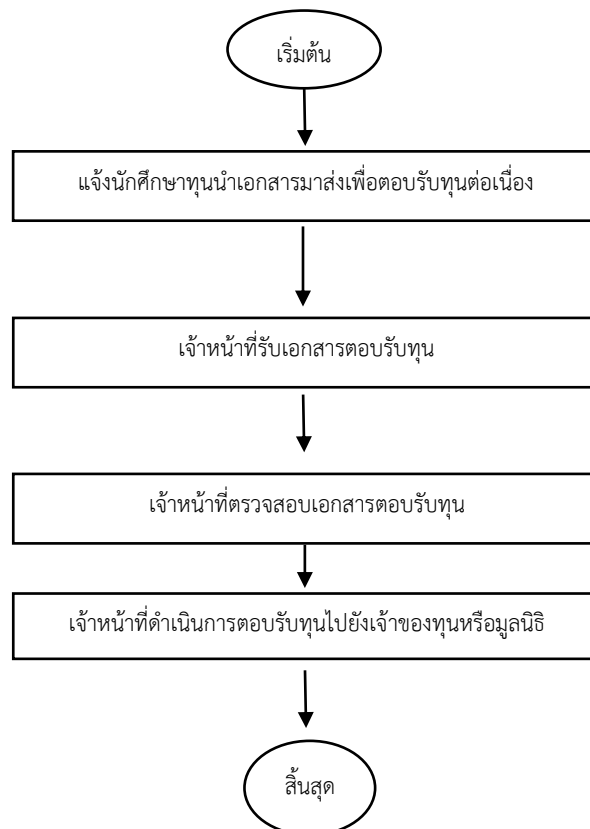 เริ่มต้น
แจ้งนักศึกษาทุนนำเอกสารมาส่งเพื่อตอบรับทุนต่อเนื่อง
เจ้าหน้าที่รับเอกสารตอบรับทุน
เจ้าหน้าที่ตรวจสอบเอกสารตอบรับทุน
เจ้าหน้าที่ดำเนินการตอบรับทุนไปยังเจ้าของทุนหรือมูลนิธิ
สิ้นสุด